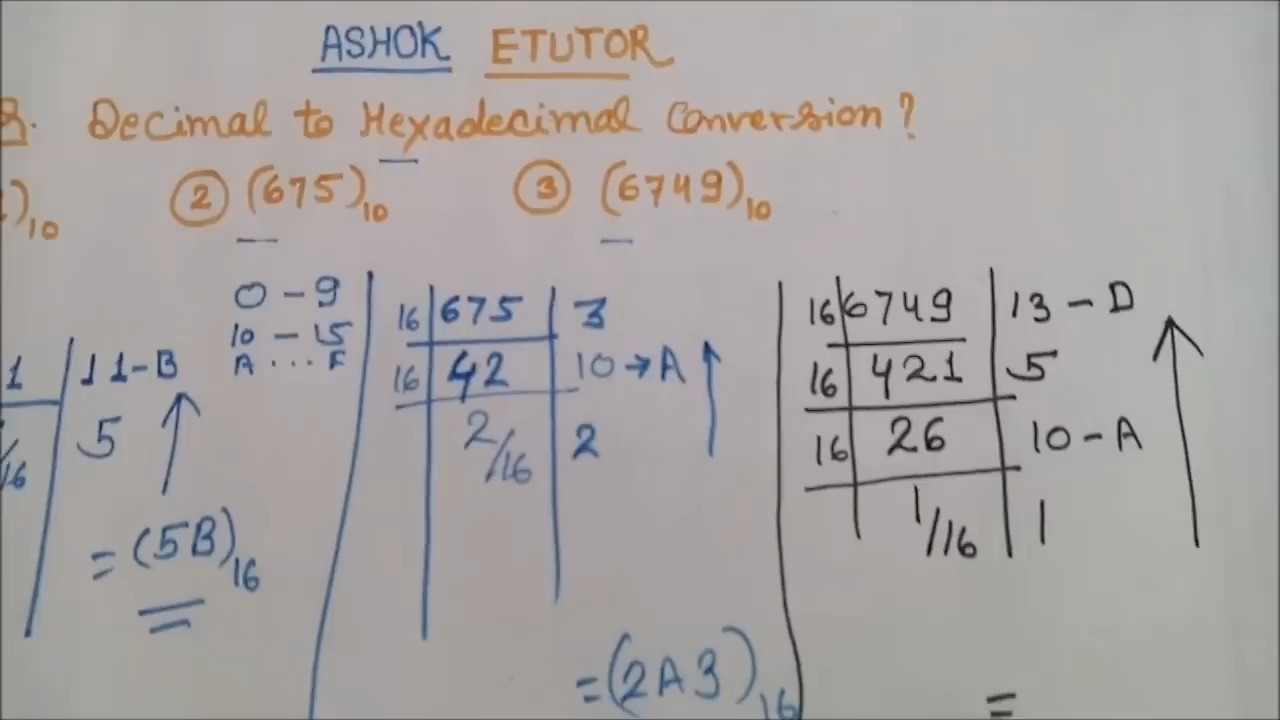 ASHOK ETUTOR
Decimal to Hexadecimal Conversion ?
)10 ② (675)10 ③ (6749)10
0 - 9
10 - 15
A ... F
1 | 11-B
/16 | 5
= (5B)16
16 | 675 | 3
16 | 42 | 10 → A
2/16 | 2
= (2A3)16
16 | 6749 | 13 - D
16 | 421 | 5
16 | 26 | 10 - A
1/16 | 1
=